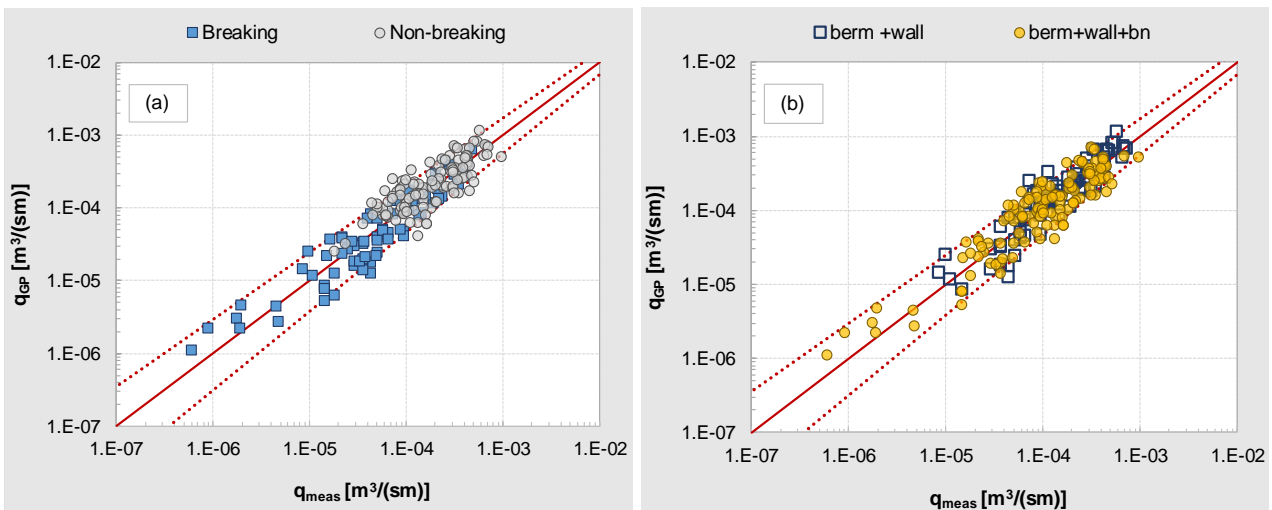 Breaking
Non-breaking
(a)
1.E-02
1.E-03
1.E-04
1.E-05
1.E-06
1.E-07
qGP [m³/(sm)]
1.E-07 1.E-06 1.E-05 1.E-04 1.E-03 1.E-02
qmeas [m³/(sm)]
berm +wall
berm+wall+bn
(b)
1.E-02
1.E-03
1.E-04
1.E-05
1.E-06
1.E-07
qGP [m³/(sm)]
1.E-07 1.E-06 1.E-05 1.E-04 1.E-03 1.E-02
qmeas [m³/(sm)]